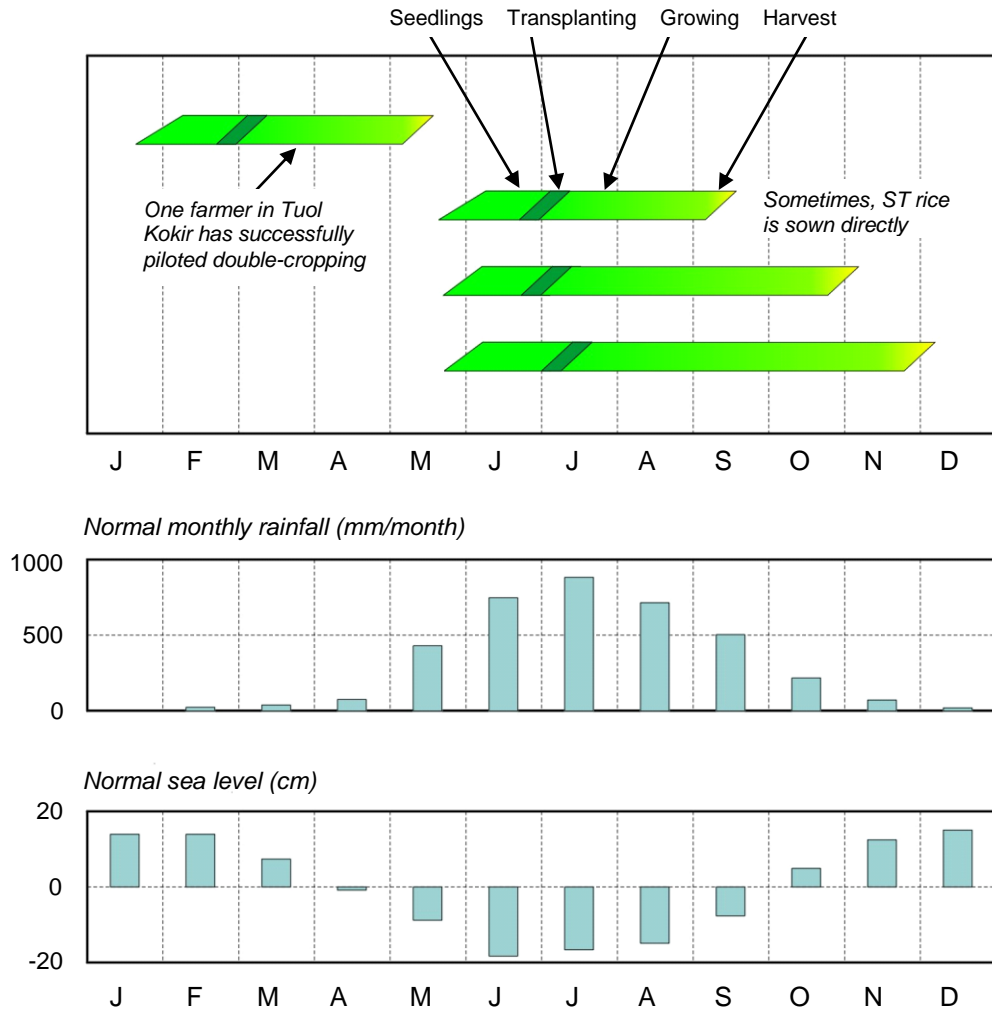 Seedlings Transplanting Growing Harvest
One farmer in Tuol
Kokir has successfully
piloted double-cropping
Sometimes, ST rice
is sown directly
J F M A M J J A S O N D
Normal monthly rainfall (mm/month)
1000
500
0
Normal sea level (cm)
20
0
-20
J F M A M J J A S O N D